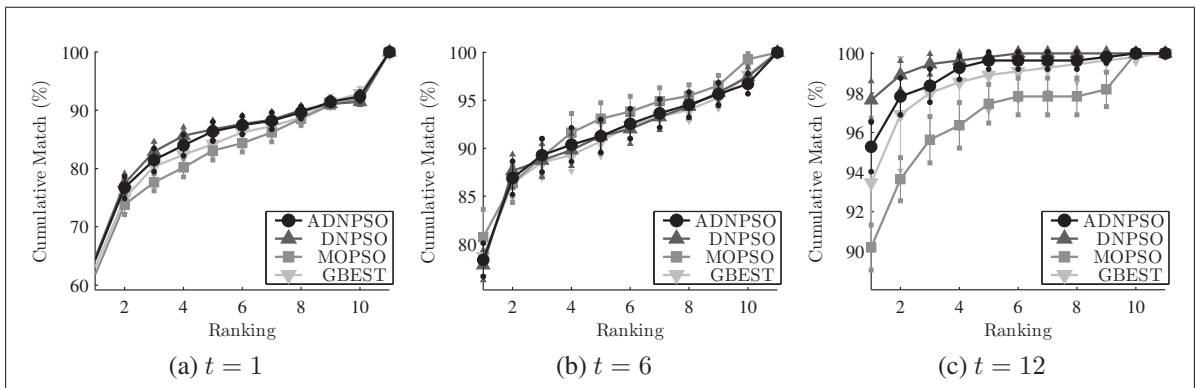 Cumulative Match (%)
100
90
80
70
60
2 4 6 8 10
Ranking
ADNPSO
DNPSO
MOPSO
GBEST
(a) t = 1
Cumulative Match (%)
100
95
90
85
80
2 4 6 8 10
Ranking
ADNPSO
DNPSO
MOPSO
GBEST
(b) t = 6
Cumulative Match (%)
100
98
96
94
92
90
2 4 6 8 10
Ranking
ADNPSO
DNPSO
MOPSO
GBEST
(c) t = 12